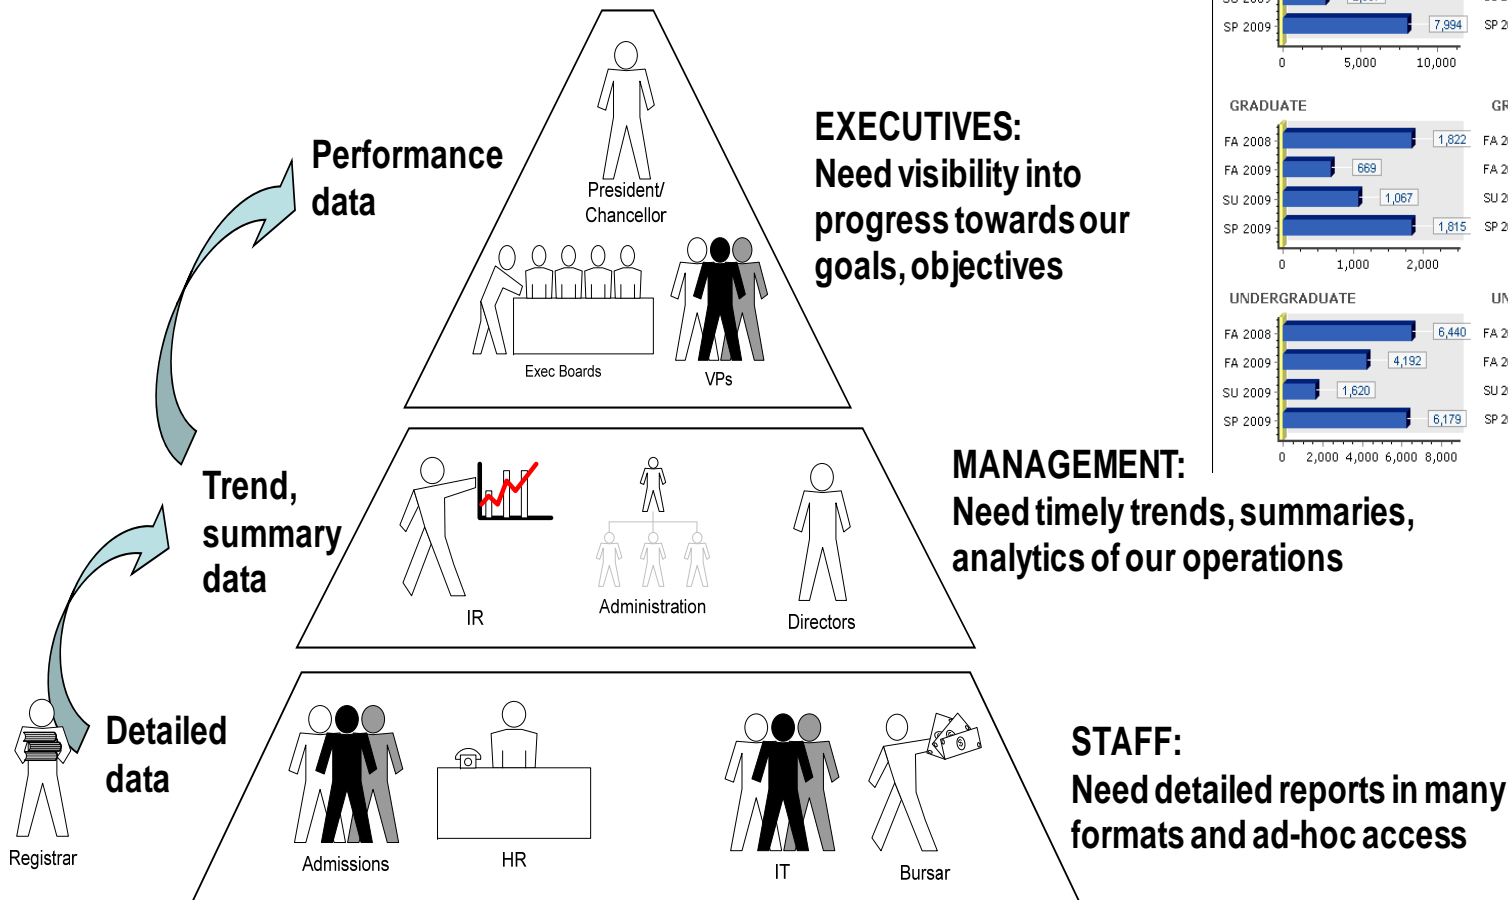 President/
Chancellor
Exec Boards
VPs
Performance
data
EXECUTIVES:
Need visibility into
progress towards our
goals, objectives
IR
Administration
Directors
Trend,
summary
data
MANAGEMENT:
Need timely trends, summaries,
analytics of our operations
Registrar
Detailed
data
Admissions
HR
IT
Bursar
STAFF:
Need detailed reports in many
formats and ad-hoc access
SP 2009 7,994
0 5,000 10,000
GRADUATE
FA 2008 1,822
FA 2009 669
SU 2009 1,067
SP 2009 1,815
0 1,000 2,000
UNDERGRADUATE
FA 2008 6,440
FA 2009 4,192
SU 2009 1,620
SP 2009 6,179
0 2,000 4,000 6,000 8,000